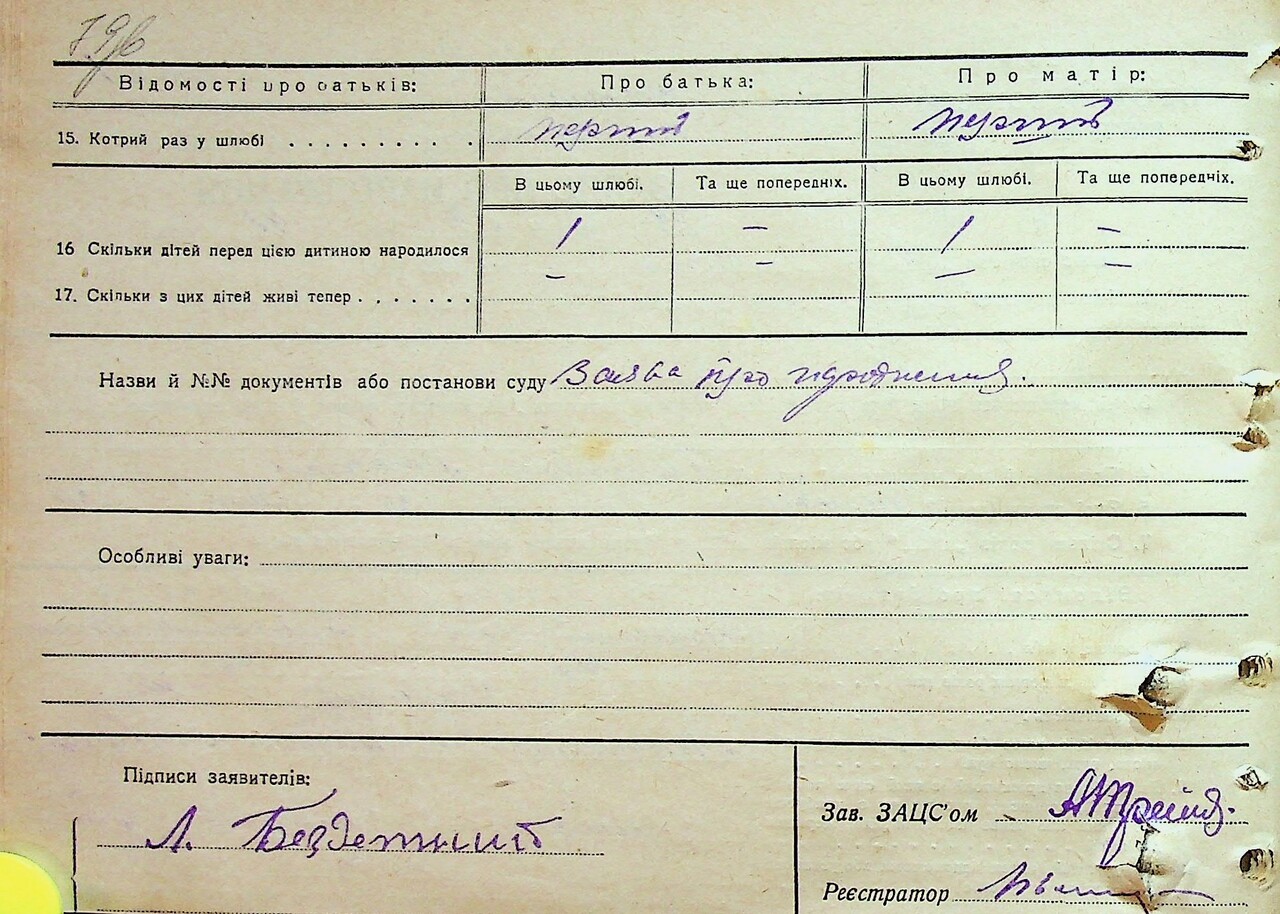 79б
Відомості про батьків: Про батька: Про матір:
15. Котрий раз у шлюбі . . . . . . . . . . перший перший
В цьому шлюбі. Та ще попередніх. В цьому шлюбі. Та ще попередніх.
16 Скільки дітей перед цією дитиною народилося 1 — 1 —
17. Скільки з цих дітей живі тепер . . . . . . . — — — —
Назви й №№ документів або постанови суду Заява про народження.
Особливі уваги:
Підписи заявителів:
Зав. ЗАЦС'ом
Л. Бездетний
Реєстратор